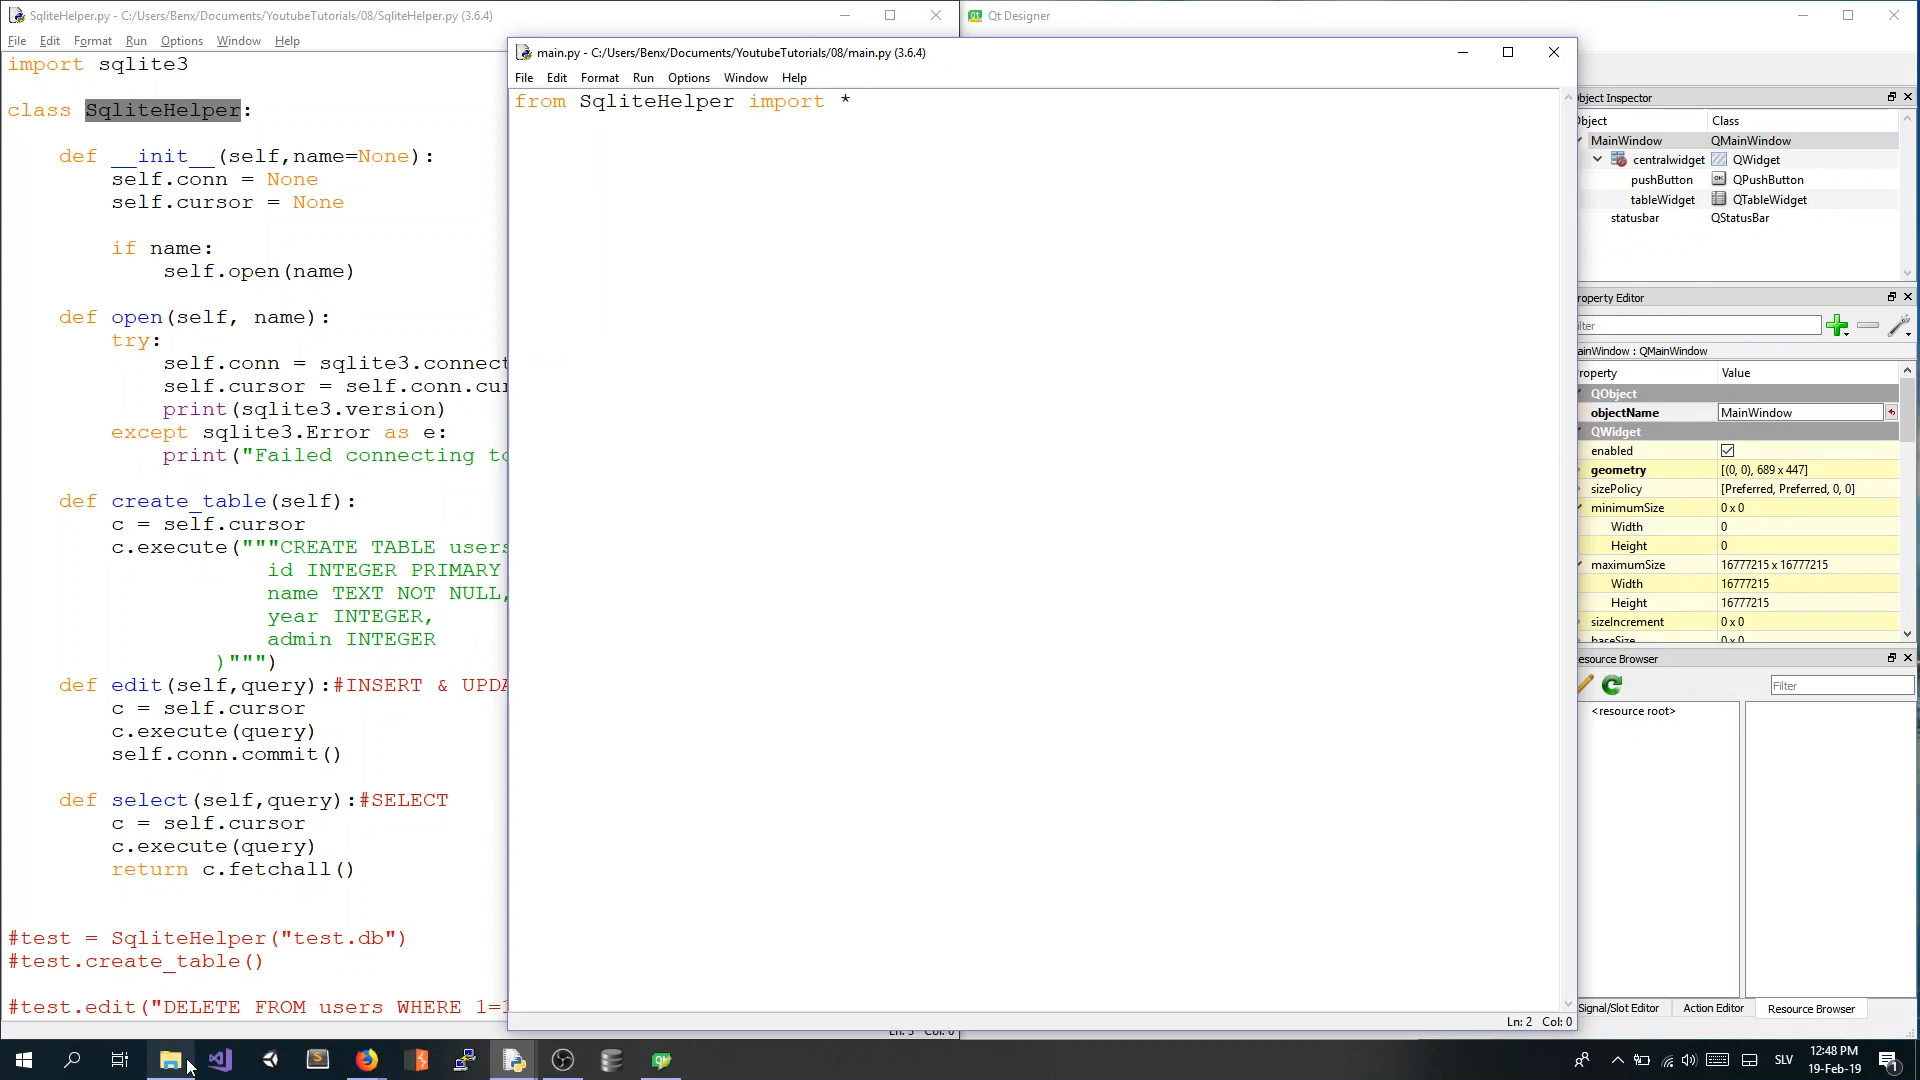 SqliteHelper.py - C:/Users/Benx/Documents/YoutubeTutorials/08/SqliteHelper.py (3.6.4)
File Edit Format Run Options Window Help
import sqlite3
class SqliteHelper:
def __init__(self,name=None):
self.conn = None
self.cursor = None
if name:
self.open(name)
def open(self, name):
try:
self.conn = sqlite3.connect
self.cursor = self.conn.cur
print(sqlite3.version)
except sqlite3.Error as e:
print("Failed connecting to
def create_table(self):
c = self.cursor
c.execute("""CREATE TABLE users
id INTEGER PRIMARY
name TEXT NOT NULL,
year INTEGER,
admin INTEGER
)""")
def edit(self,query):#INSERT & UPDA
c = self.cursor
c.execute(query)
self.conn.commit()
def select(self,query):#SELECT
c = self.cursor
c.execute(query)
return c.fetchall()
#test = SqliteHelper("test.db")
#test.create_table()
#test.edit("DELETE FROM users WHERE 1=1
main.py - C:/Users/Benx/Documents/YoutubeTutorials/08/main.py (3.6.4)
File Edit Format Run Options Window Help
from SqliteHelper import *
Ln: 2 Col: 0
Qt Designer
bject Inspector
Object Class
MainWindow QMainWindow
centralwidget QWidget
pushButton QPushButton
tableWidget QTableWidget
statusbar QStatusBar
roperty Editor
ilter
ainWindow : QMainWindow
roperty Value
QObject
objectName MainWindow
QWidget
enabled
geometry [(0, 0), 689 x 447]
sizePolicy [Preferred, Preferred, 0, 0]
minimumSize 0 x 0
Width 0
Height 0
maximumSize 16777215 x 16777215
Width 16777215
Height 16777215
sizeIncrement 0 x 0
baseSize 0 x 0
esource Browser
Filter
<resource root>
Signal/Slot Editor Action Editor Resource Browser
SLV
12:48 PM
19-Feb-19
1